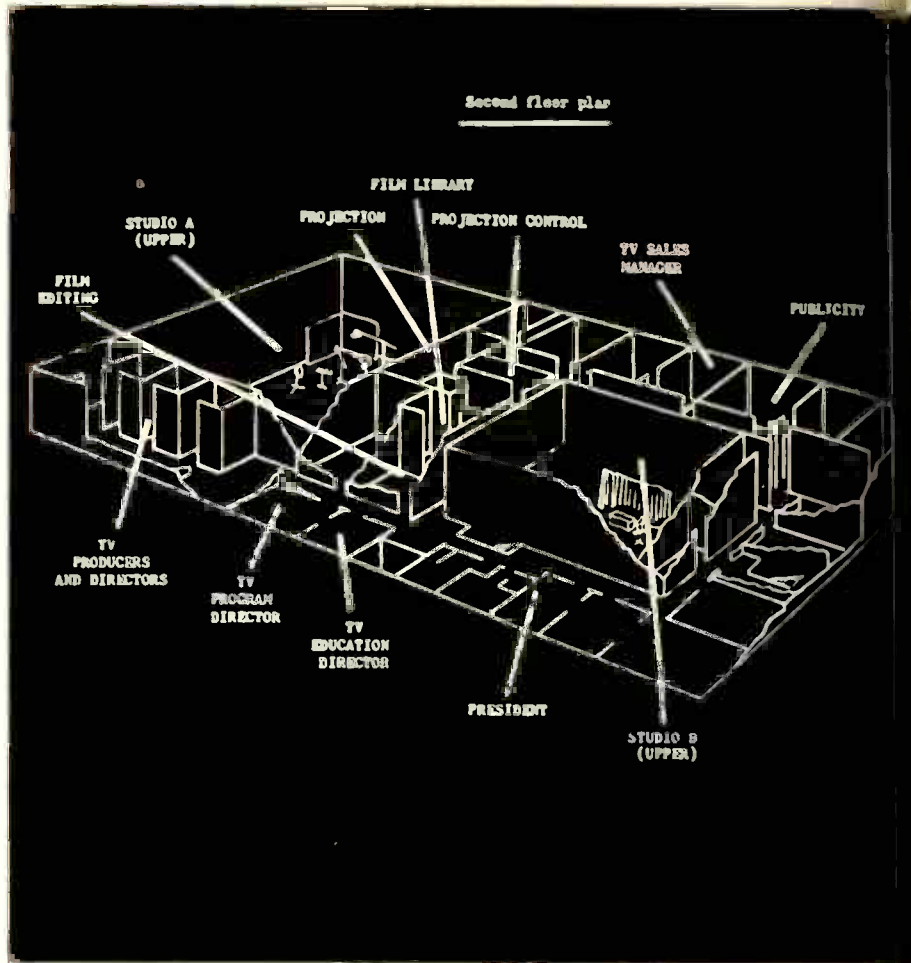 Second floor plan
FILM LIBRARY
PROJECTION
PROJECTION CONTROL
STUDIO A
(UPPER)
TV SALES
MANAGER
FILM
EDITING
PUBLICITY
TV
PRODUCERS
AND DIRECTORS
TV
PROGRAM
DIRECTOR
TV
EDUCATION
DIRECTOR
PRESIDENT
STUDIO B
(UPPER)